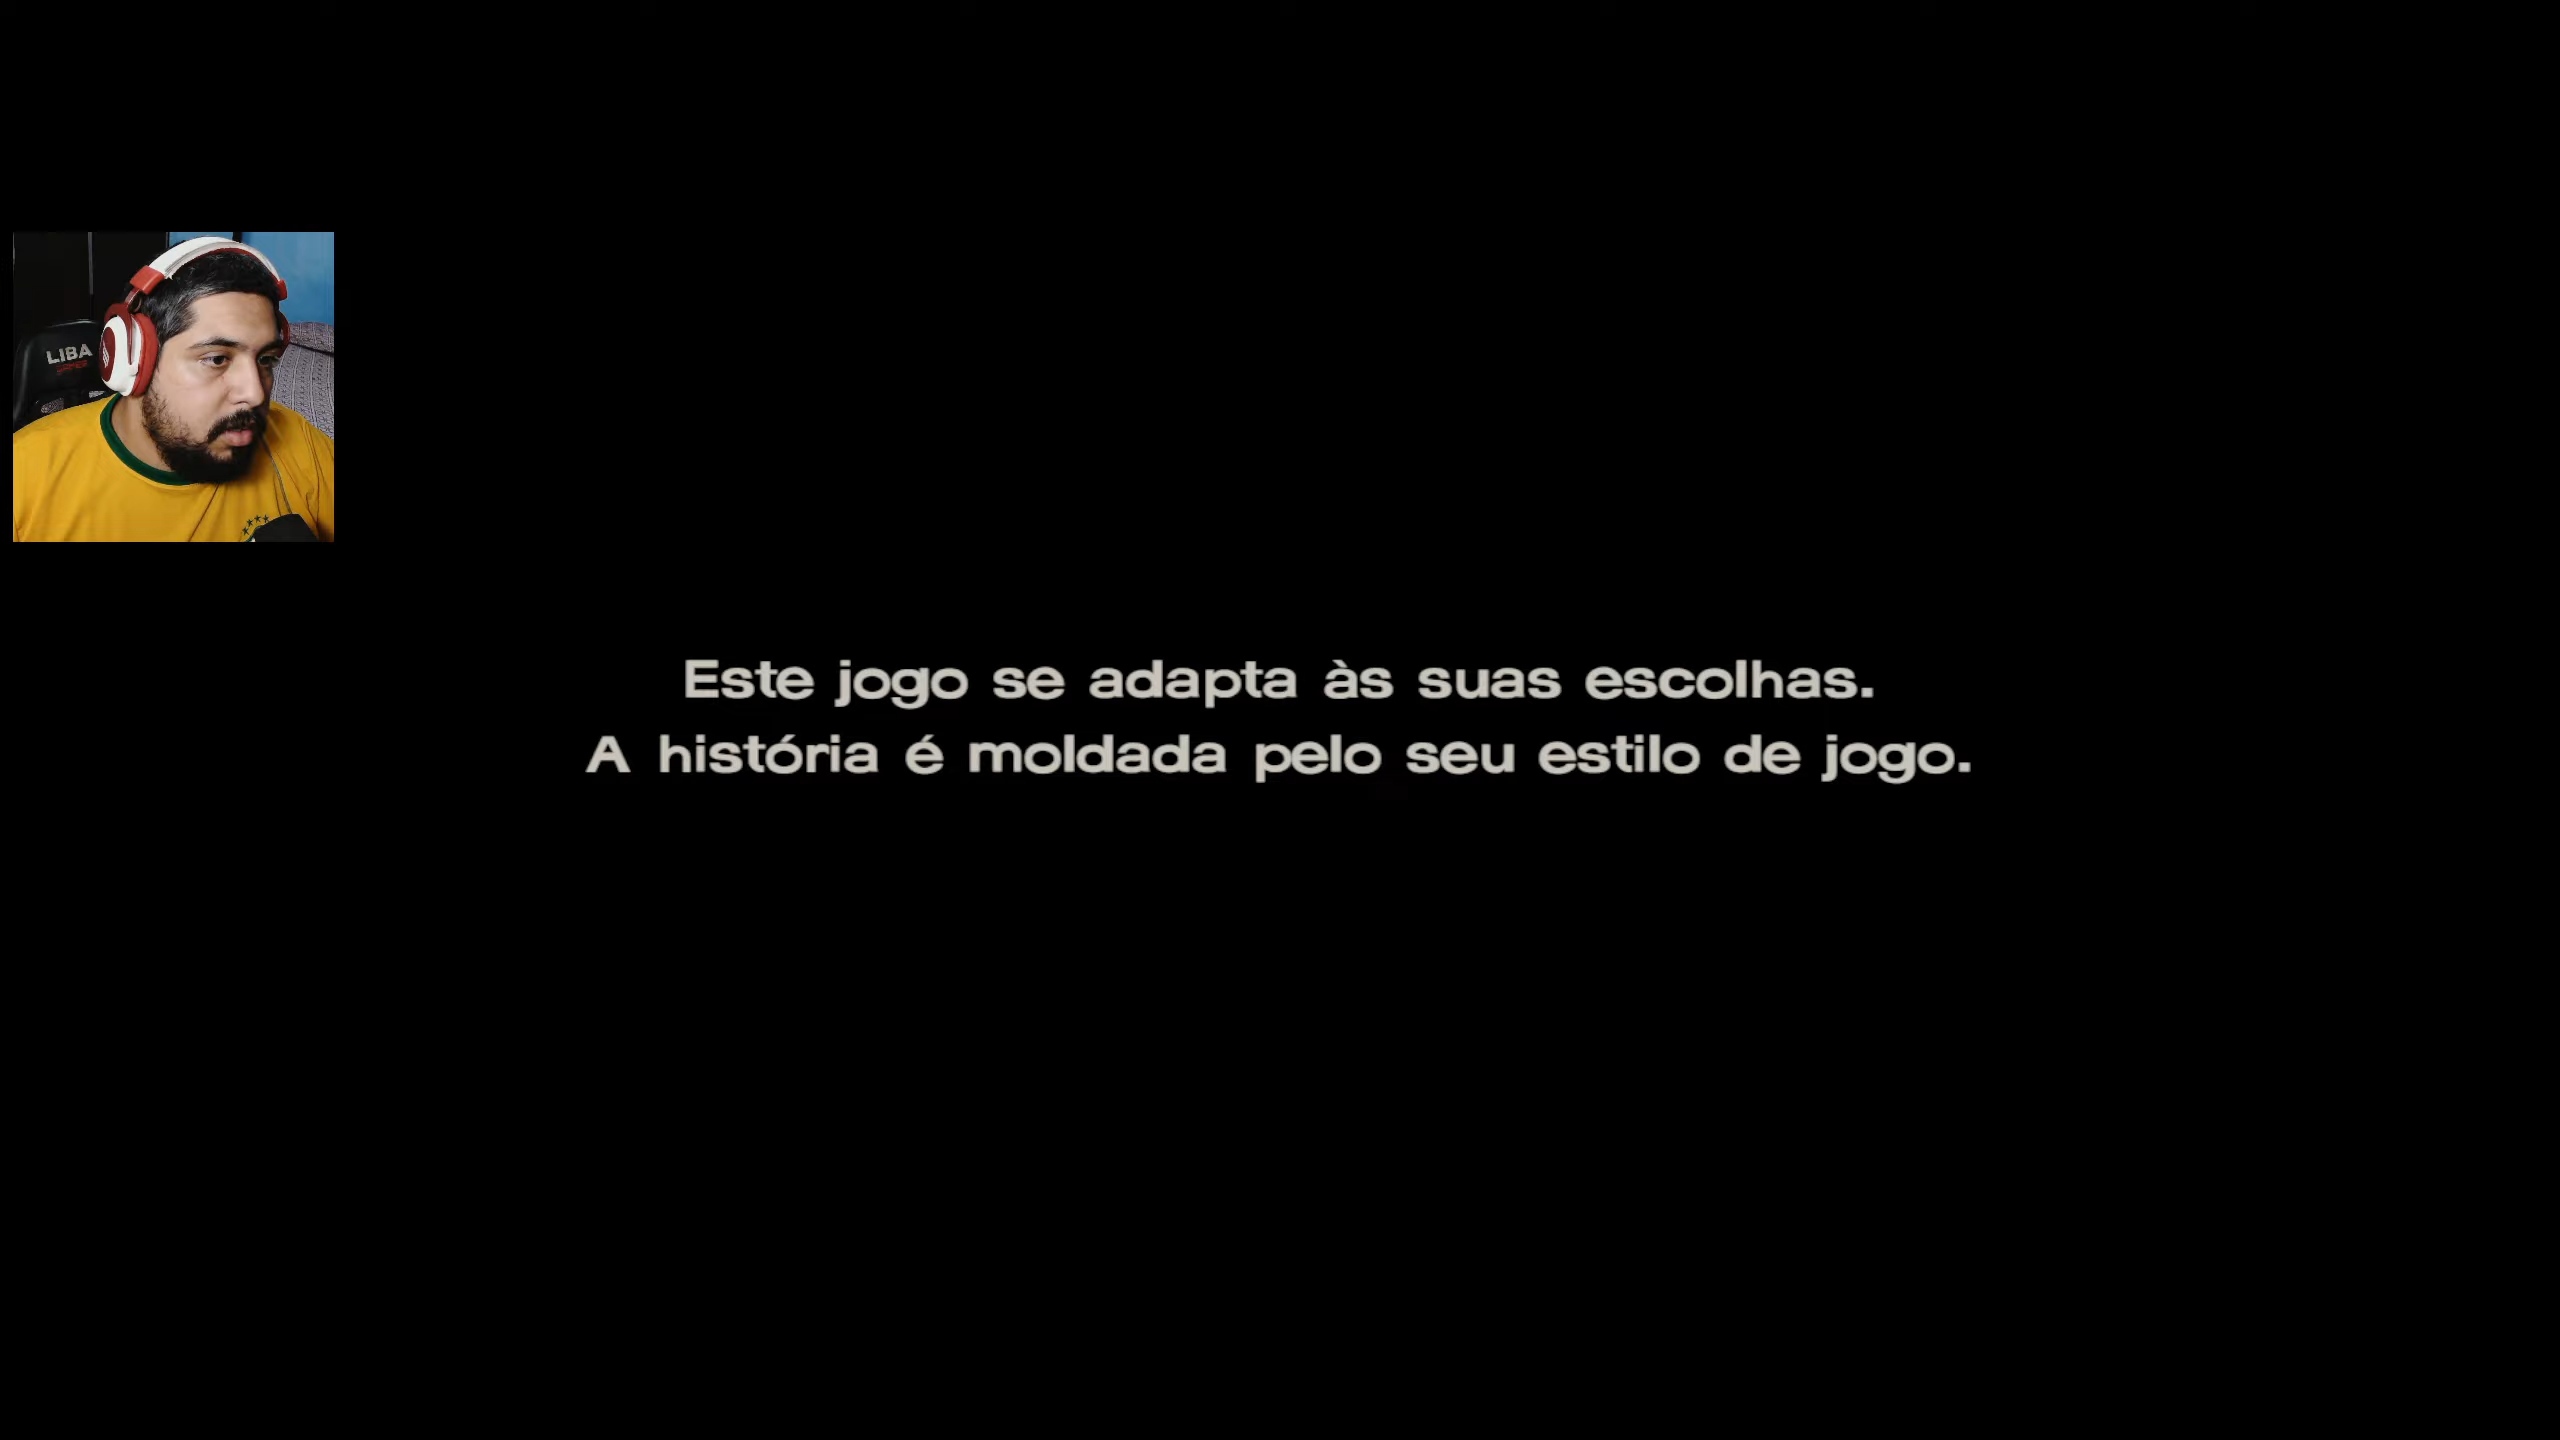 LIBA
Este jogo se adapta às suas escolhas.
A história é moldada pelo seu estilo de jogo.